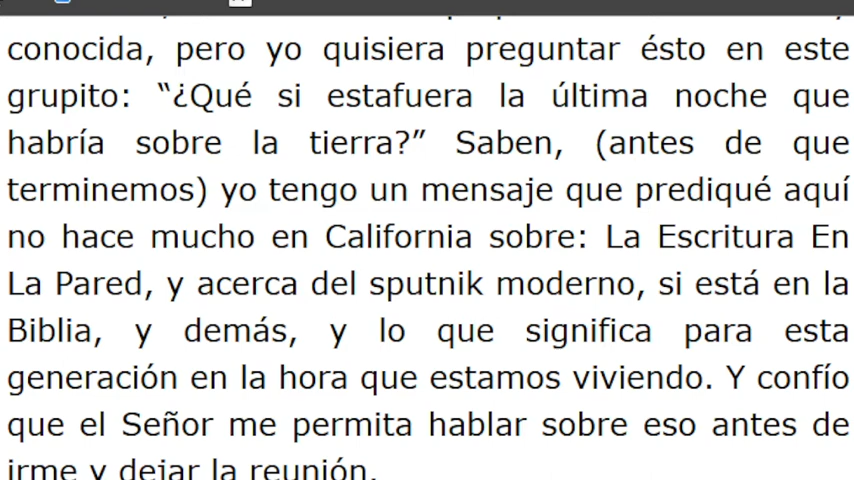 conocida, pero yo quisiera preguntar ésto en este
grupito: “¿Qué si estafuera la última noche que
habría sobre la tierra?” Saben, (antes de que
terminemos) yo tengo un mensaje que prediqué aquí
no hace mucho en California sobre: La Escritura En
La Pared, y acerca del sputnik moderno, si está en la
Biblia, y demás, y lo que significa para esta
generación en la hora que estamos viviendo. Y confío
que el Señor me permita hablar sobre eso antes de
irme y dejar la reunión.